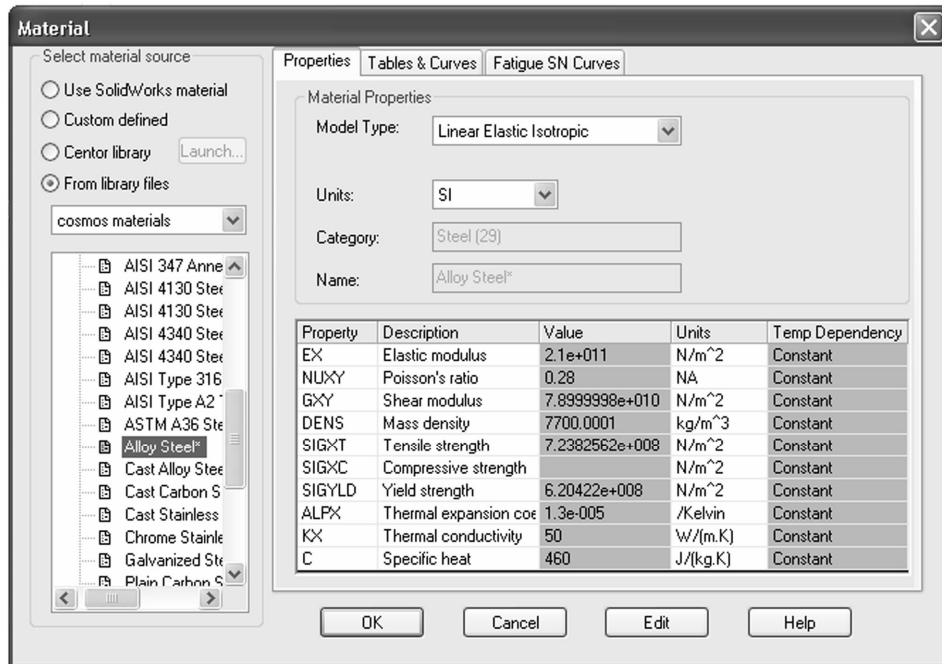 Material
Select material source
Use SolidWorks material
Custom defined
Centor library Launch...
From library files
cosmos materials
AISI 347 Anne
AISI 4130 Stee
AISI 4130 Stee
AISI 4340 Stee
AISI 4340 Stee
AISI Type 316
AISI Type A2 T
ASTM A36 Ste
Alloy Steel*
Cast Alloy Stee
Cast Carbon S
Cast Stainless
Chrome Stainle
Galvanized Ste
Plain Carbon S
Properties Tables & Curves Fatigue SN Curves
Material Properties
Model Type: Linear Elastic Isotropic
Units: SI
Category: Steel (29)
Name: Alloy Steel*
Property Description Value Units Temp Dependency
EX Elastic modulus 2.1e+011 N/m^2 Constant
NUXY Poisson's ratio 0.28 NA Constant
GXY Shear modulus 7.8999998e+010 N/m^2 Constant
DENS Mass density 7700.0001 kg/m^3 Constant
SIGXT Tensile strength 7.2382562e+008 N/m^2 Constant
SIGXC Compressive strength N/m^2 Constant
SIGYLD Yield strength 6.20422e+008 N/m^2 Constant
ALPX Thermal expansion coe 1.3e-005 /Kelvin Constant
KX Thermal conductivity 50 W/(m.K) Constant
C Specific heat 460 J/(kg.K) Constant
OK Cancel Edit Help